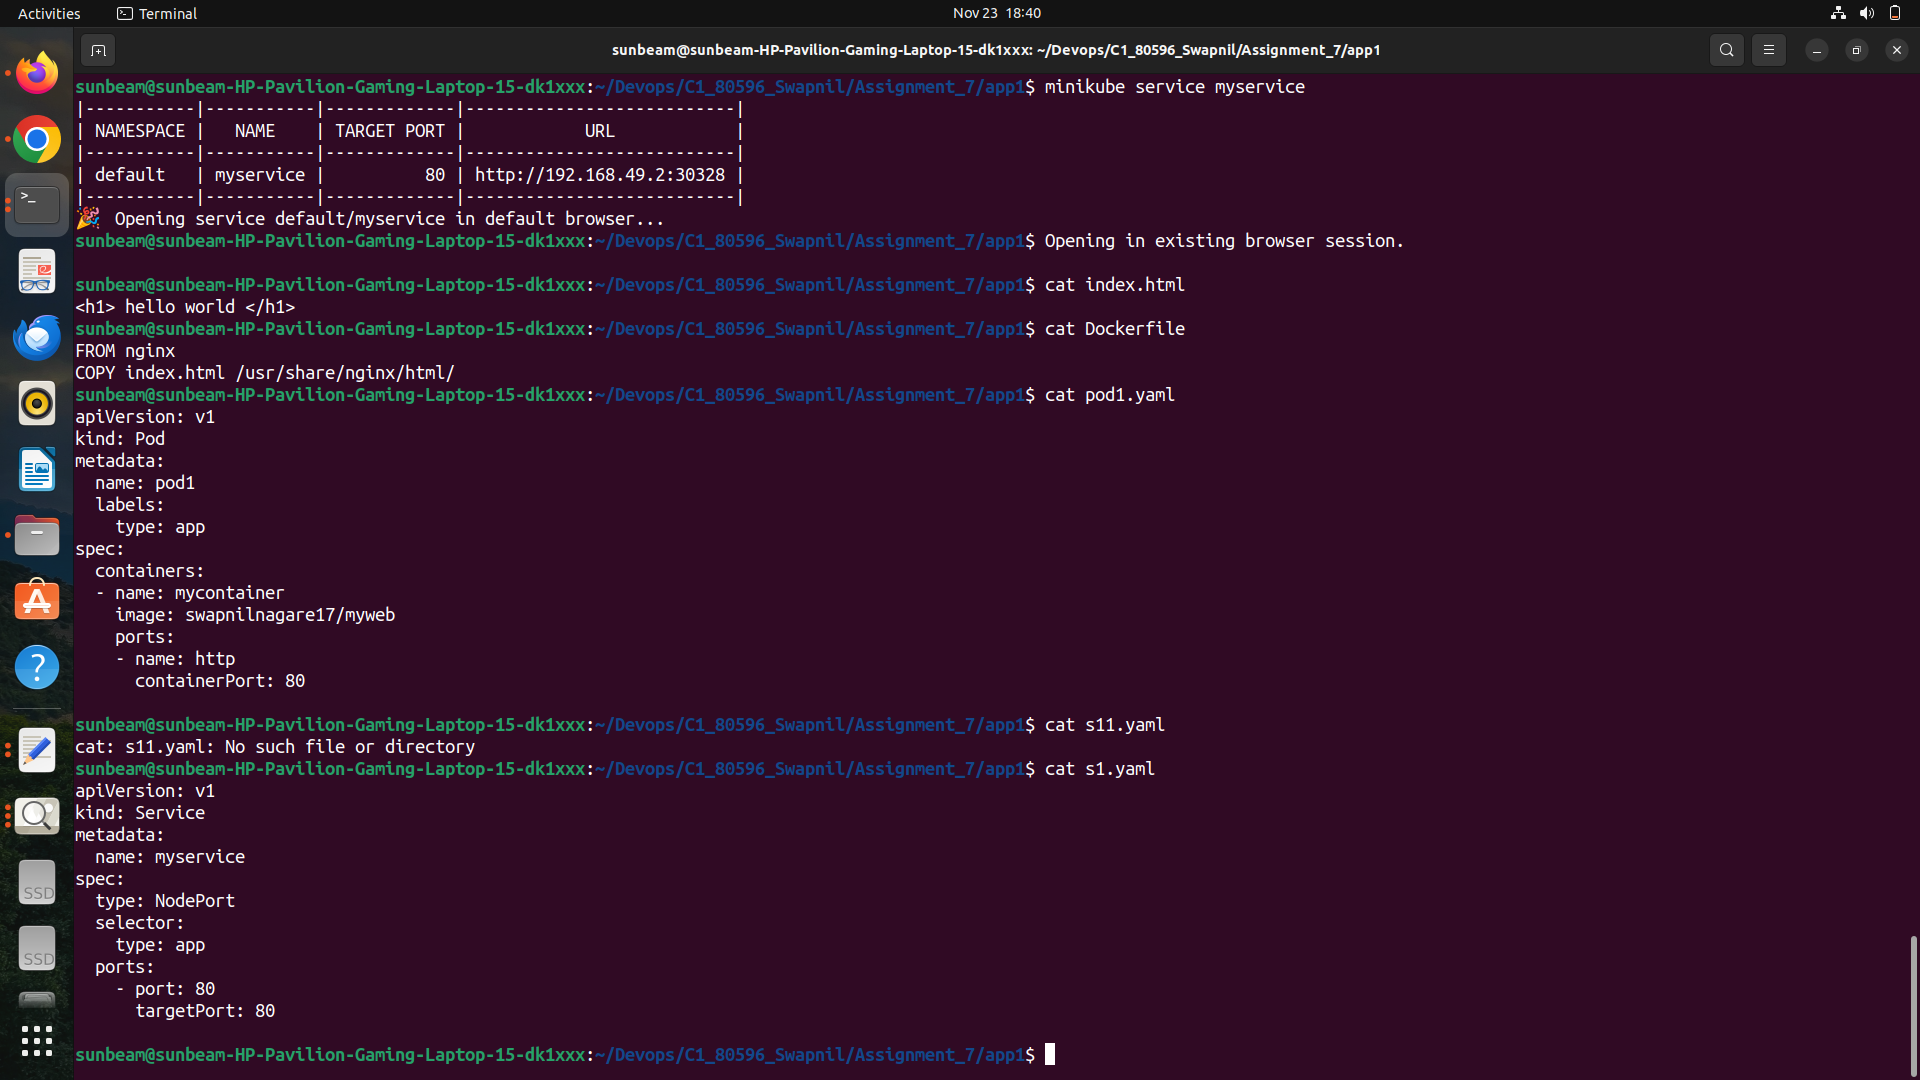 Activities Terminal Nov 23 18:40
sunbeam@sunbeam-HP-Pavilion-Gaming-Laptop-15-dk1xxx: ~/Devops/C1_80596_Swapnil/Assignment_7/app1
sunbeam@sunbeam-HP-Pavilion-Gaming-Laptop-15-dk1xxx:~/Devops/C1_80596_Swapnil/Assignment_7/app1$ minikube service myservice
|-----------|-----------|-------------|---------------------------|
| NAMESPACE |   NAME    | TARGET PORT |            URL            |
|-----------|-----------|-------------|---------------------------|
| default   | myservice |          80 | http://192.168.49.2:30328 |
|-----------|-----------|-------------|---------------------------|
🎉  Opening service default/myservice in default browser...
sunbeam@sunbeam-HP-Pavilion-Gaming-Laptop-15-dk1xxx:~/Devops/C1_80596_Swapnil/Assignment_7/app1$ Opening in existing browser session.
sunbeam@sunbeam-HP-Pavilion-Gaming-Laptop-15-dk1xxx:~/Devops/C1_80596_Swapnil/Assignment_7/app1$ cat index.html
<h1> hello world </h1>
sunbeam@sunbeam-HP-Pavilion-Gaming-Laptop-15-dk1xxx:~/Devops/C1_80596_Swapnil/Assignment_7/app1$ cat Dockerfile
FROM nginx
COPY index.html /usr/share/nginx/html/
sunbeam@sunbeam-HP-Pavilion-Gaming-Laptop-15-dk1xxx:~/Devops/C1_80596_Swapnil/Assignment_7/app1$ cat pod1.yaml
apiVersion: v1
kind: Pod
metadata:
  name: pod1
  labels:
    type: app
spec:
  containers:
  - name: mycontainer
    image: swapnilnagare17/myweb
    ports:
    - name: http
      containerPort: 80
sunbeam@sunbeam-HP-Pavilion-Gaming-Laptop-15-dk1xxx:~/Devops/C1_80596_Swapnil/Assignment_7/app1$ cat s11.yaml
cat: s11.yaml: No such file or directory
sunbeam@sunbeam-HP-Pavilion-Gaming-Laptop-15-dk1xxx:~/Devops/C1_80596_Swapnil/Assignment_7/app1$ cat s1.yaml
apiVersion: v1
kind: Service
metadata:
  name: myservice
spec:
  type: NodePort
  selector:
    type: app
  ports:
    - port: 80
      targetPort: 80
sunbeam@sunbeam-HP-Pavilion-Gaming-Laptop-15-dk1xxx:~/Devops/C1_80596_Swapnil/Assignment_7/app1$
SSD
SSD